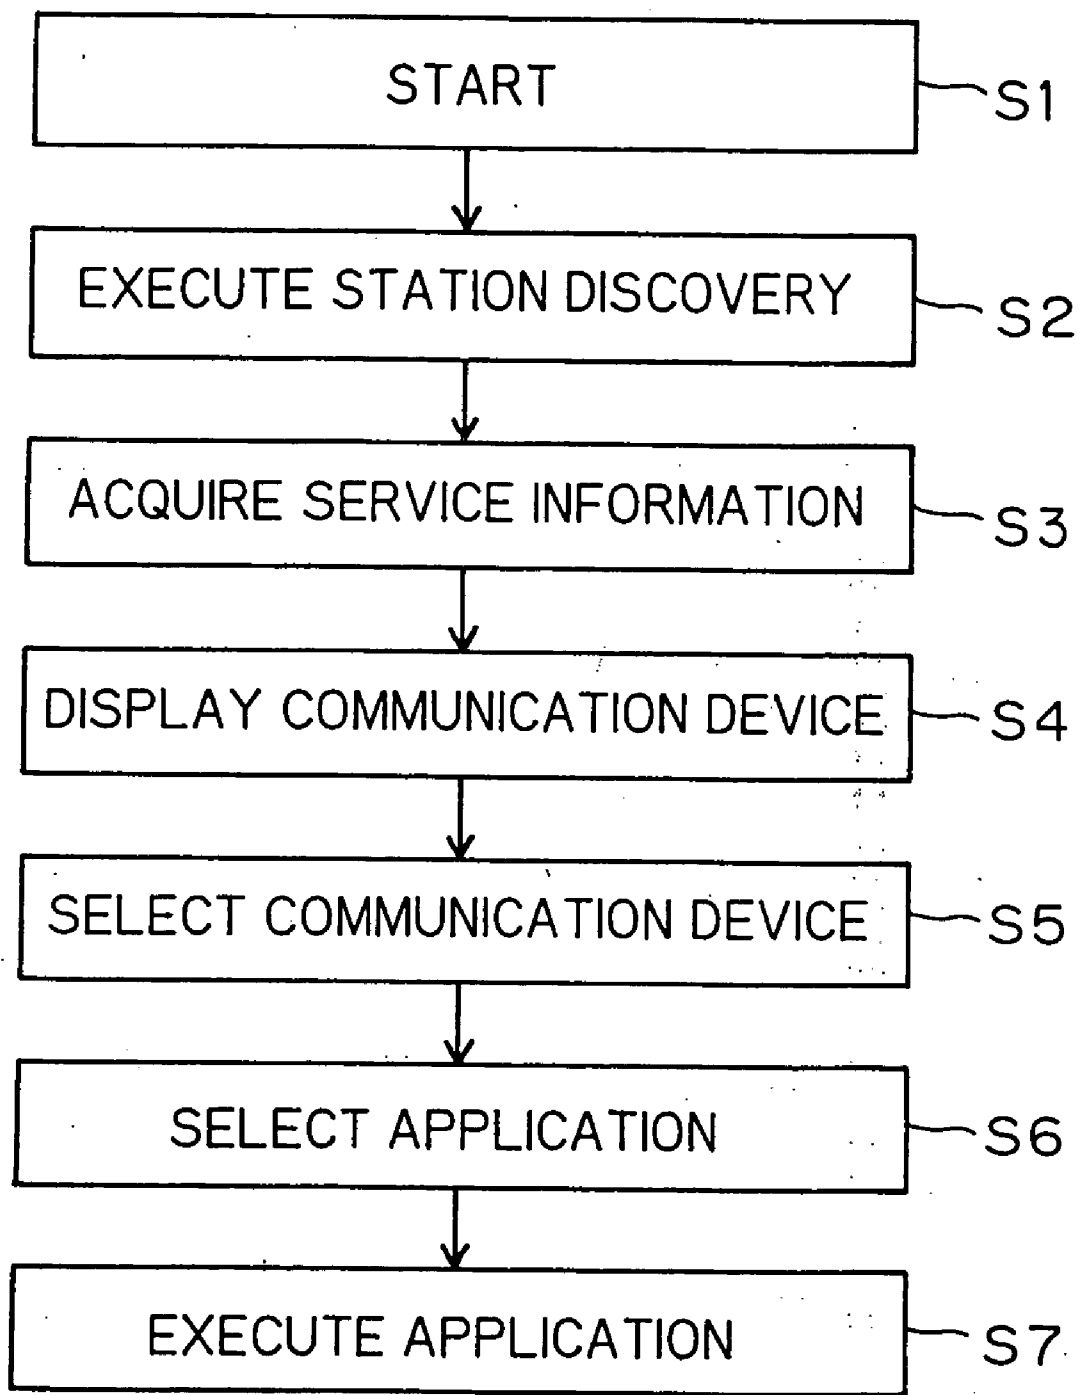 START
S1
EXECUTE STATION DISCOVERY
S2
ACQUIRE SERVICE INFORMATION
S3
DISPLAY COMMUNICATION DEVICE
S4
SELECT COMMUNICATION DEVICE
S5
SELECT APPLICATION
S6
EXECUTE APPLICATION
S7